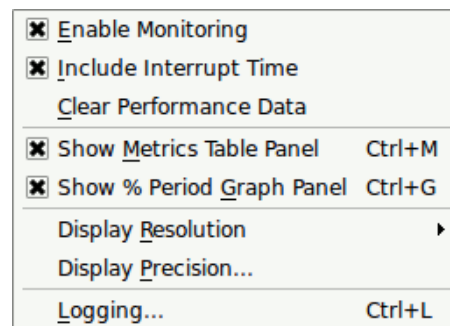 Enable Monitoring
Include Interrupt Time
Clear Performance Data
Show Metrics Table Panel Ctrl+M
Show % Period Graph Panel Ctrl+G
Display Resolution
Display Precision...
Logging... Ctrl+L